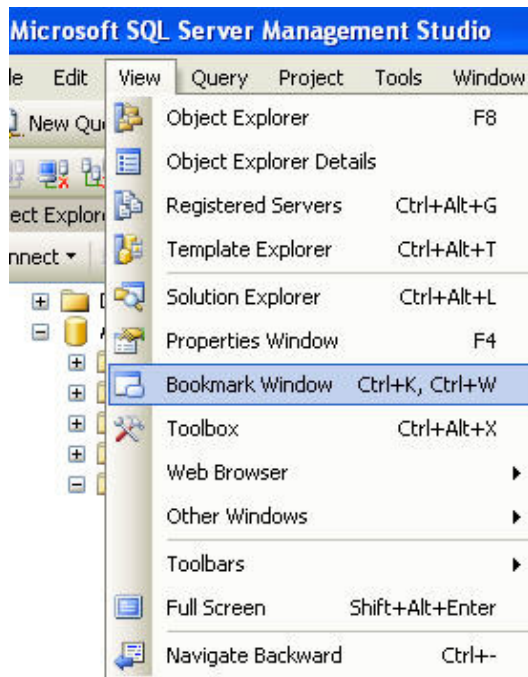 Microsoft SQL Server Management Studio
Edit View Query Project Tools Window
New Qu
Object Explorer F8
Object Explorer Details
Registered Servers Ctrl+Alt+G
Template Explorer Ctrl+Alt+T
Solution Explorer Ctrl+Alt+L
Properties Window F4
Bookmark Window Ctrl+K, Ctrl+W
Toolbox Ctrl+Alt+X
Web Browser
Other Windows
Toolbars
Full Screen Shift+Alt+Enter
Navigate Backward Ctrl+-
ect Explor
nnect